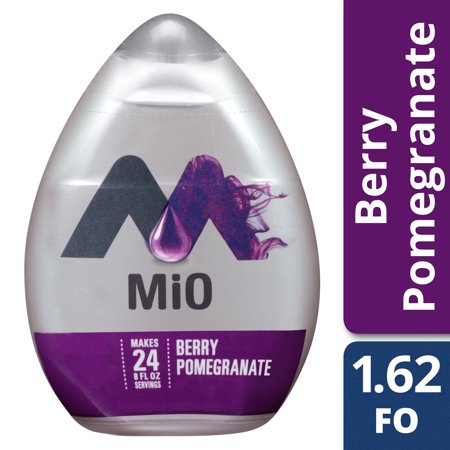 MiO
MAKES
24
8 FL OZ
SERVINGS
BERRY
POMEGRANATE
Berry
Pomegranate
1.62
FO